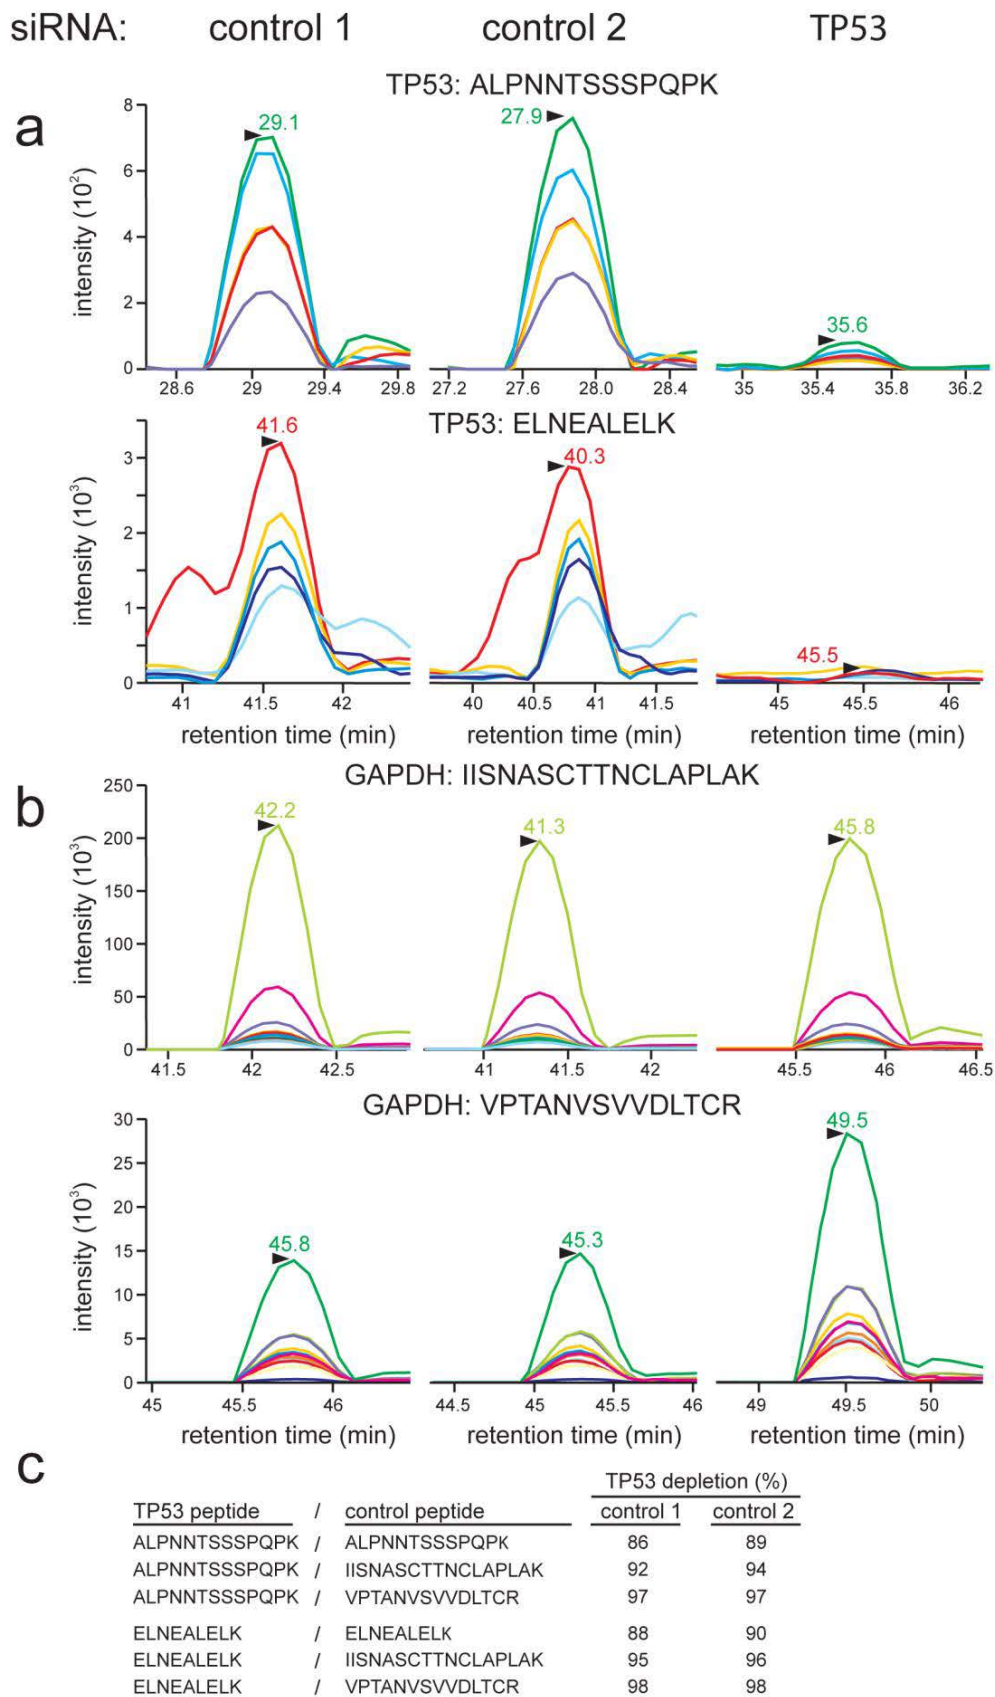 siRNA: control 1 control 2 TP53
a
TP53: ALPNNTSSSPQPK
intensity (10²)
8
6
4
2
0
29.1
27.9
35.6
28.6 29 29.4 29.8
27.2 27.6 28.0 28.4
35 35.4 35.8 36.2
TP53: ELNEALELK
intensity (10³)
3
2
1
0
41.6
40.3
45.5
41 41.5 42
40 40.5 41 41.5
45 45.5 46
retention time (min) retention time (min) retention time (min)
b
GAPDH: IISNASCTTNCLAPLAK
intensity (10³)
250
200
150
100
50
0
42.2
41.3
45.8
41.5 42 42.5
41 41.5 42
45.5 46 46.5
GAPDH: VPTANVSVVDLTCR
intensity (10³)
30
25
20
15
10
5
0
45.8
45.3
49.5
45 45.5 46
44.5 45 45.5 46
49 49.5 50
retention time (min) retention time (min) retention time (min)
c
TP53 depletion (%)
TP53 peptide / control peptide control 1 control 2
ALPNNTSSSPQPK / ALPNNTSSSPQPK 86 89
ALPNNTSSSPQPK / IISNASCTTNCLAPLAK 92 94
ALPNNTSSSPQPK / VPTANVSVVDLTCR 97 97
ELNEALELK / ELNEALELK 88 90
ELNEALELK / IISNASCTTNCLAPLAK 95 96
ELNEALELK / VPTANVSVVDLTCR 98 98